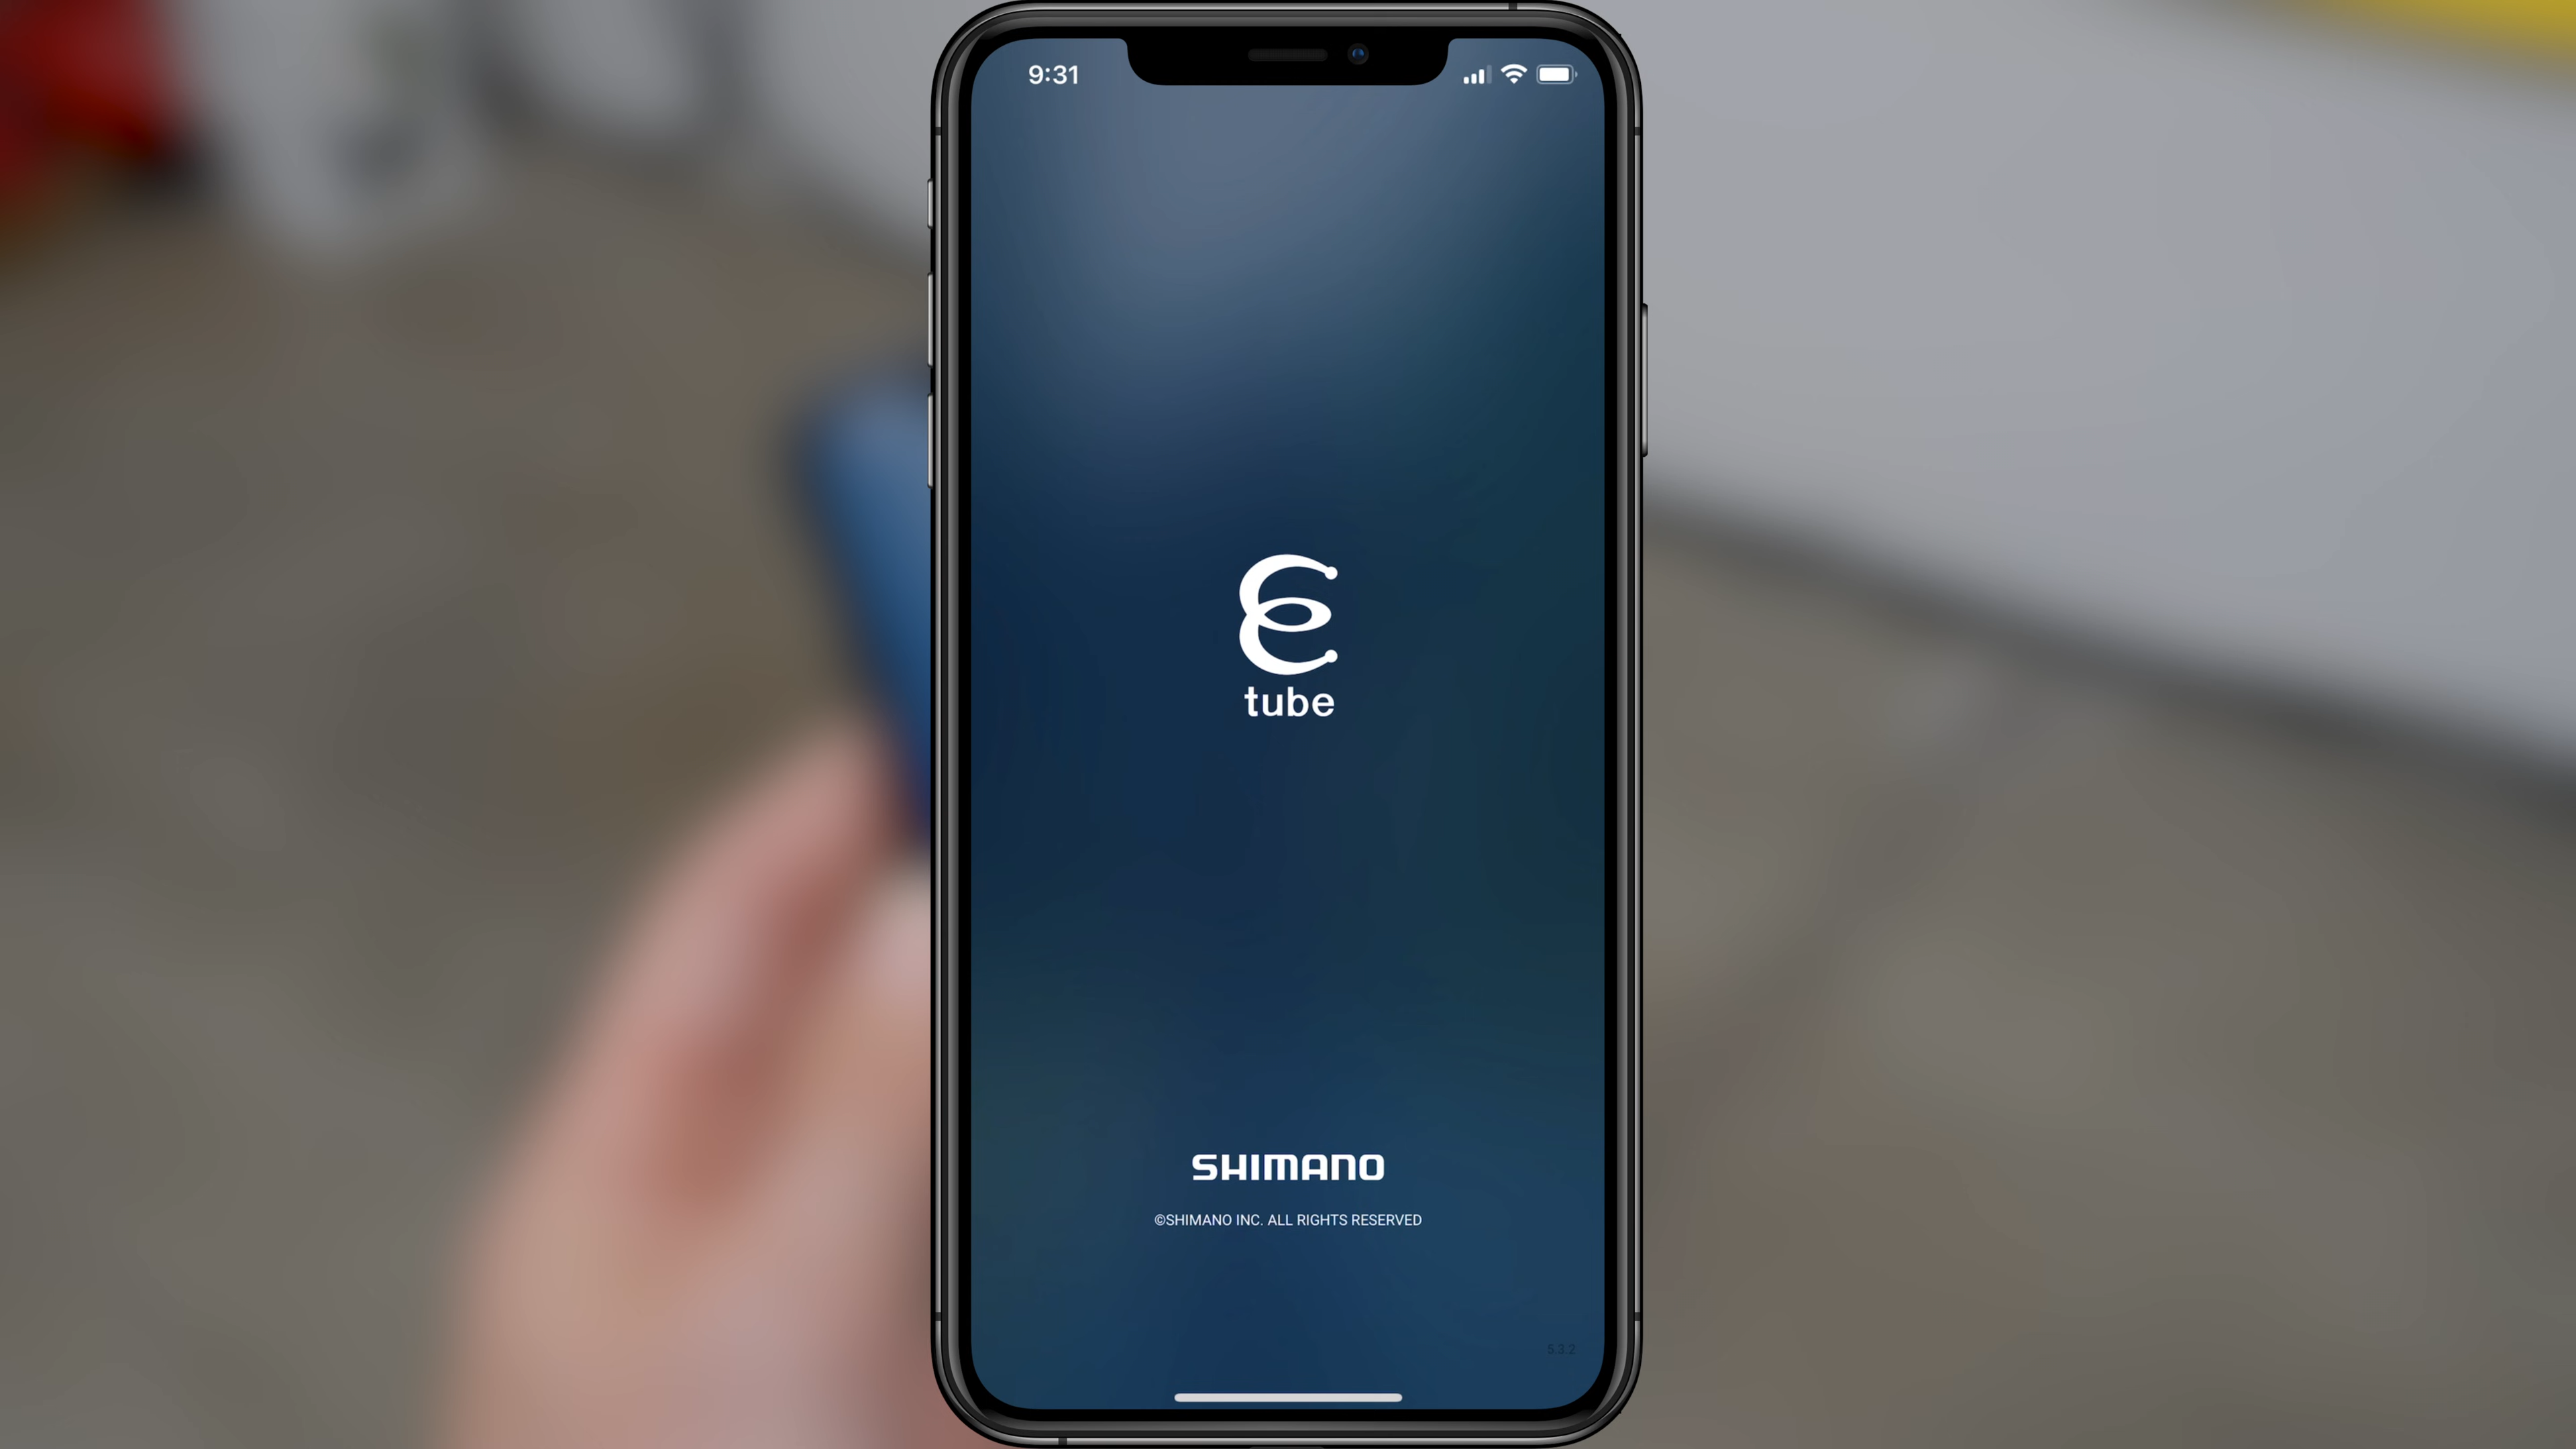 9:31
E
tube
SHIMANO
©SHIMANO INC. ALL RIGHTS RESERVED
5.3.2